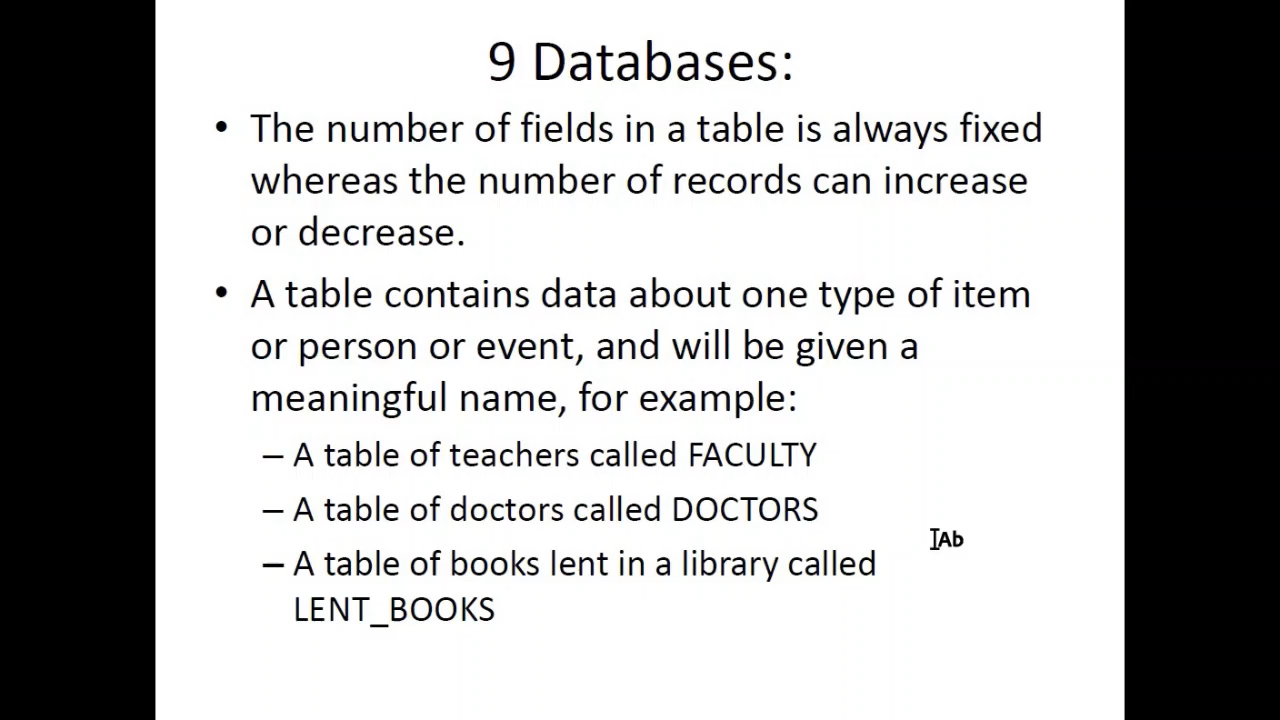 9 Databases:
• The number of fields in a table is always fixed
whereas the number of records can increase
or decrease.
• A table contains data about one type of item
or person or event, and will be given a
meaningful name, for example:
– A table of teachers called FACULTY
– A table of doctors called DOCTORS
– A table of books lent in a library called
LENT_BOOKS
Ab